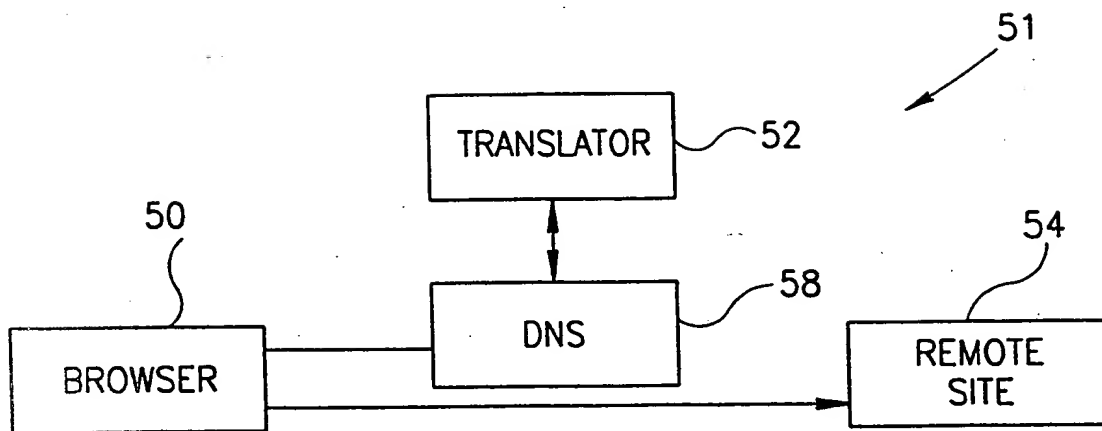 51
TRANSLATOR
52
50
54
DNS
58
BROWSER
REMOTE
SITE